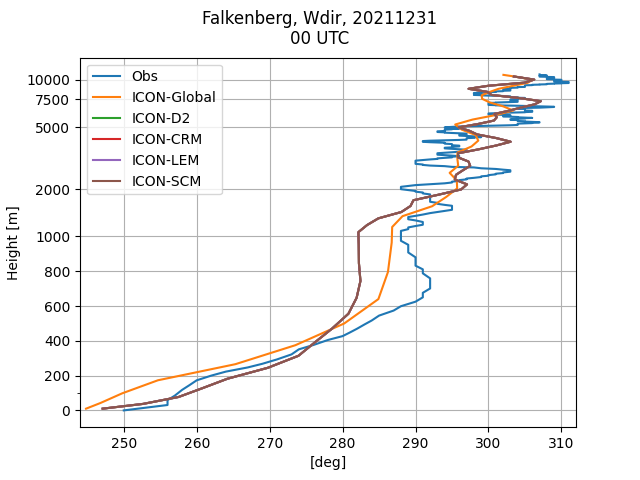 Falkenberg, Wdir, 20211231
00 UTC
Obs
ICON-Global
ICON-D2
ICON-CRM
ICON-LEM
ICON-SCM
Height [m]
10000
7500
5000
2000
1000
800
600
400
200
0
250 260 270 280 290 300 310
[deg]